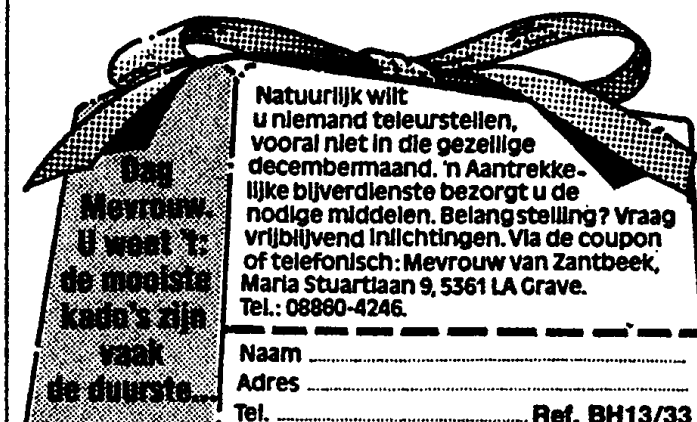 Dag
Mevrouw.
U weet 't:
de mooiste
kado's zijn
vaak
de duurste...
Natuurlijk wilt
u niemand teleurstellen,
vooral niet in die gezellige
decembermaand. 'n Aantrekke-
lijke bijverdienste bezorgt u de
nodige middelen. Belangstelling? Vraag
vrijblijvend inlichtingen. Via de coupon
of telefonisch: Mevrouw van Zantbeek,
Maria Stuartlaan 9, 5361 LA Grave.
Tel.: 08860-4246.
Naam
Adres
Tel. Ref. BH13/33